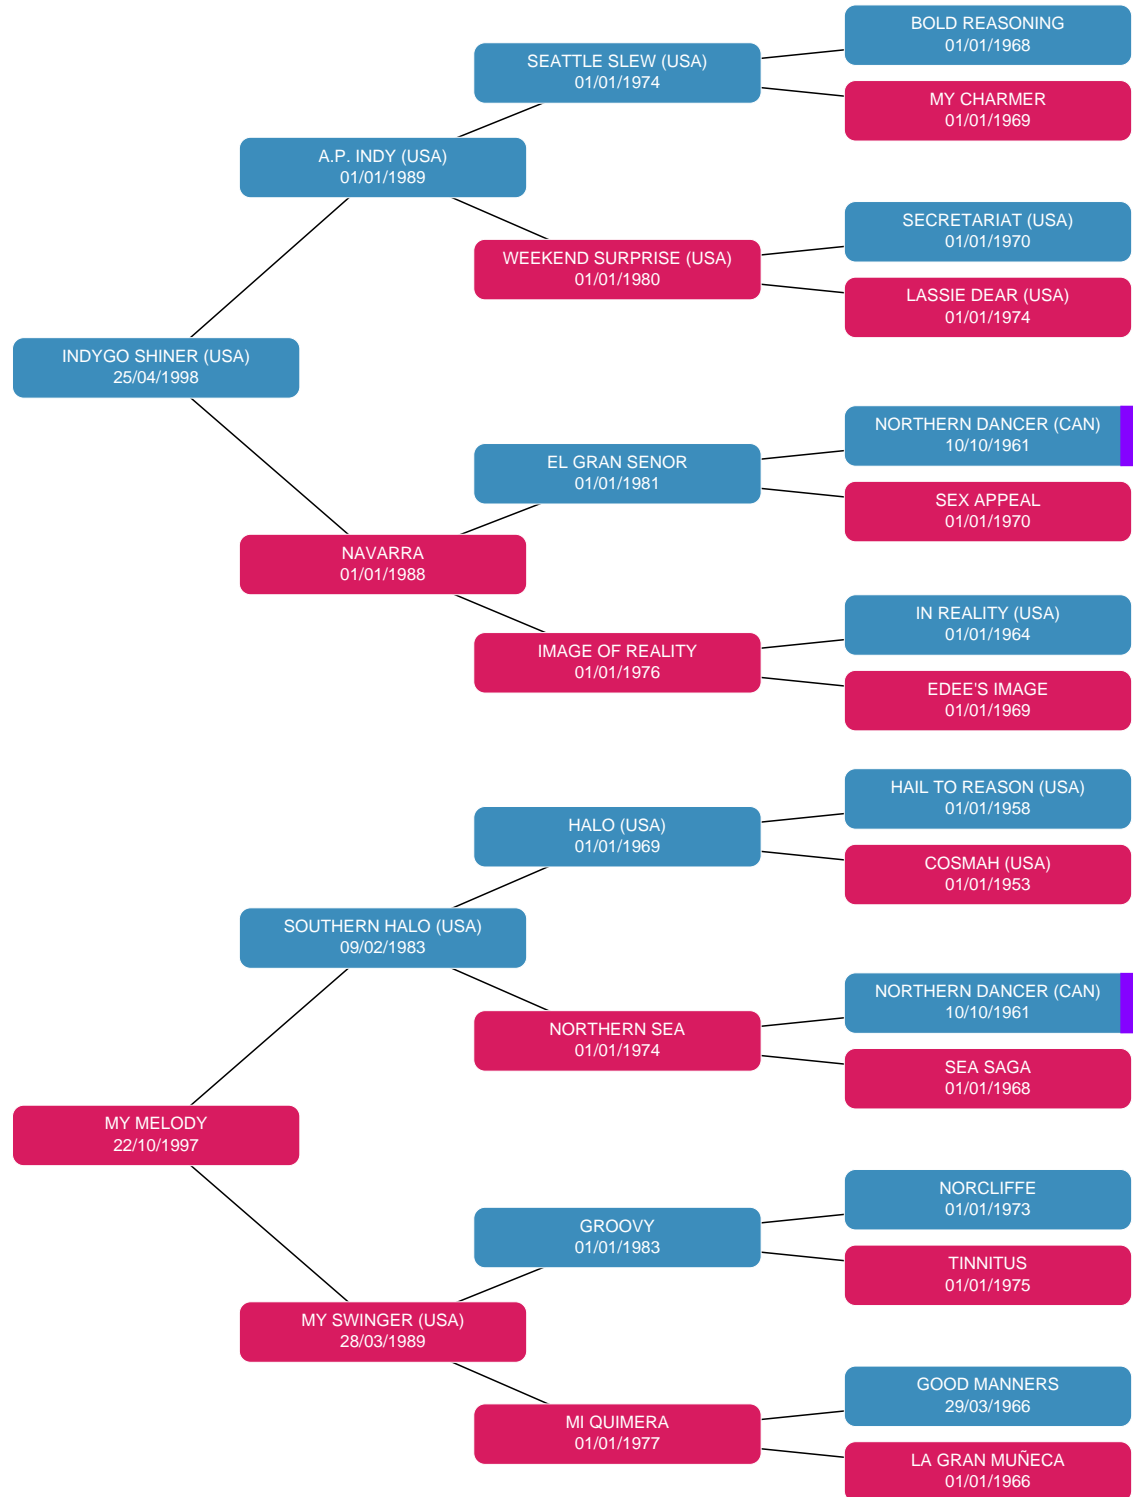 BOLD REASONING
01/01/1968
SEATTLE SLEW (USA)
01/01/1974
MY CHARMER
01/01/1969
A.P. INDY (USA)
01/01/1989
SECRETARIAT (USA)
01/01/1970
WEEKEND SURPRISE (USA)
01/01/1980
LASSIE DEAR (USA)
01/01/1974
INDYGO SHINER (USA)
25/04/1998
NORTHERN DANCER (CAN)
10/10/1961
EL GRAN SENOR
01/01/1981
SEX APPEAL
01/01/1970
NAVARRA
01/01/1988
IN REALITY (USA)
01/01/1964
IMAGE OF REALITY
01/01/1976
EDEE'S IMAGE
01/01/1969
HAIL TO REASON (USA)
01/01/1958
HALO (USA)
01/01/1969
COSMAH (USA)
01/01/1953
SOUTHERN HALO (USA)
09/02/1983
NORTHERN DANCER (CAN)
10/10/1961
NORTHERN SEA
01/01/1974
SEA SAGA
01/01/1968
MY MELODY
22/10/1997
NORCLIFFE
01/01/1973
GROOVY
01/01/1983
TINNITUS
01/01/1975
MY SWINGER (USA)
28/03/1989
GOOD MANNERS
29/03/1966
MI QUIMERA
01/01/1977
LA GRAN MUÑECA
01/01/1966